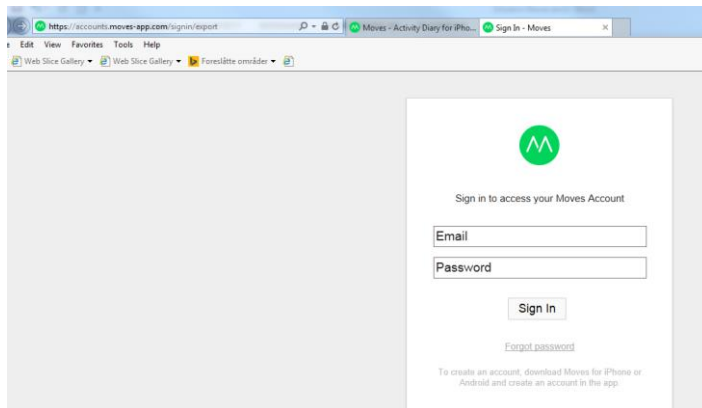 https://accounts.moves-app.com/signin/export
Moves - Activity Diary for iPho...
Sign In - Moves
Edit View Favorites Tools Help
Web Slice Gallery Web Slice Gallery Foreslåtte områder
Sign in to access your Moves Account
Email
Password
Sign In
Forgot password
To create an account, download Moves for iPhone or
Android and create an account in the app